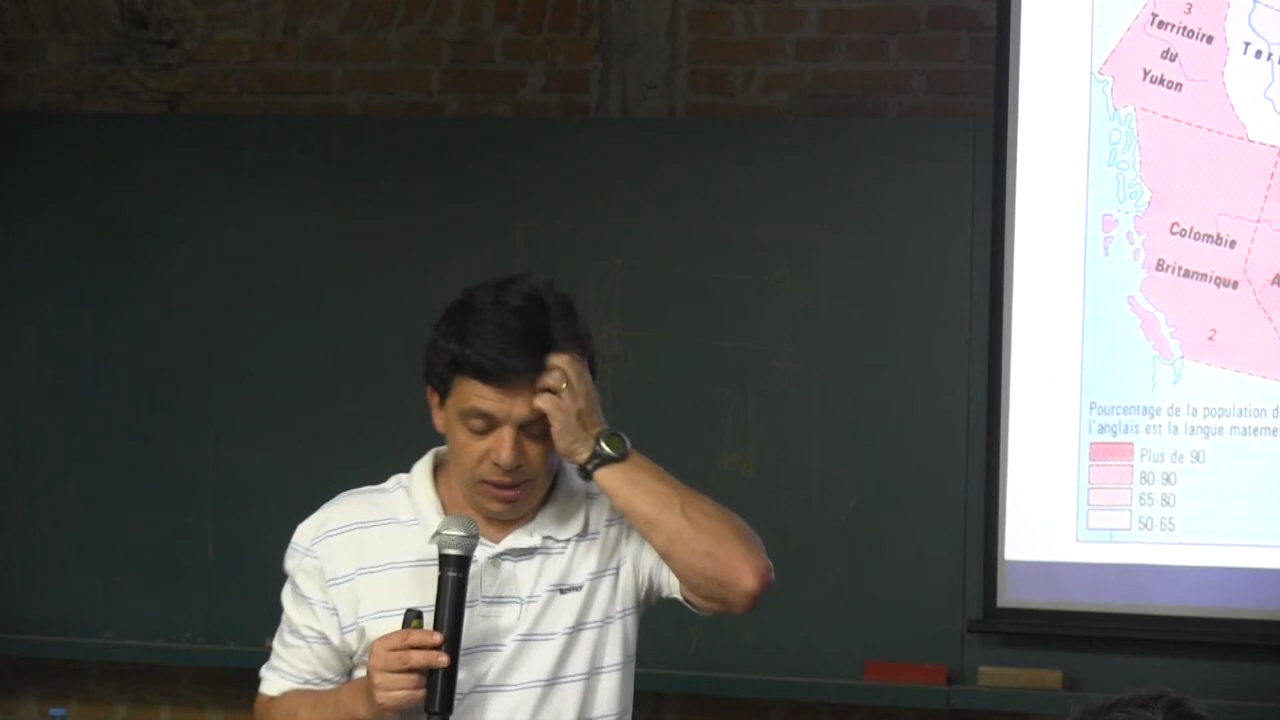 3
Territoire
du
Yukon
Colombie
Britannique
2
Pourcentage de la population d
l'anglais est la langue materne
Plus de 90
80-90
65-80
50-65